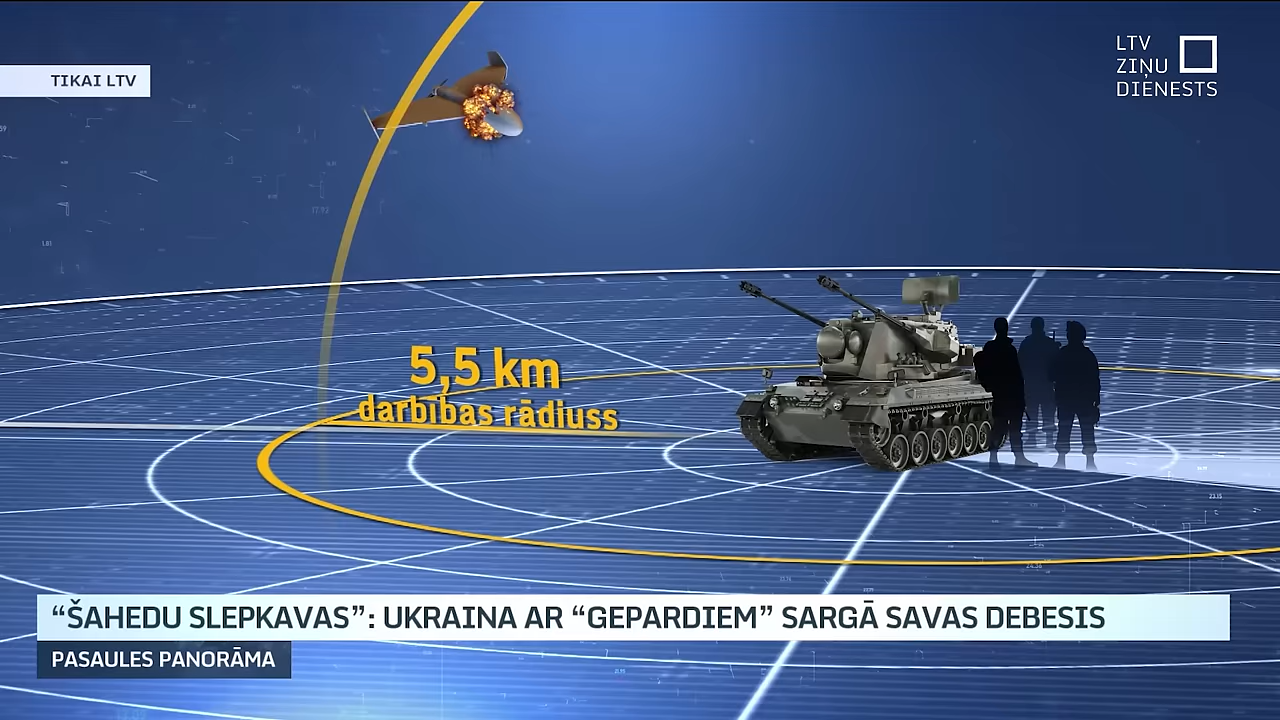 TIKAI LTV
LTV
ZIŅU
DIENESTS
5,5 km
darbības rādiuss
“ŠAHEDU SLEPKAVAS”: UKRAINA AR “GEPARDIEM” SARGĀ SAVAS DEBESIS
PASAULES PANORĀMA